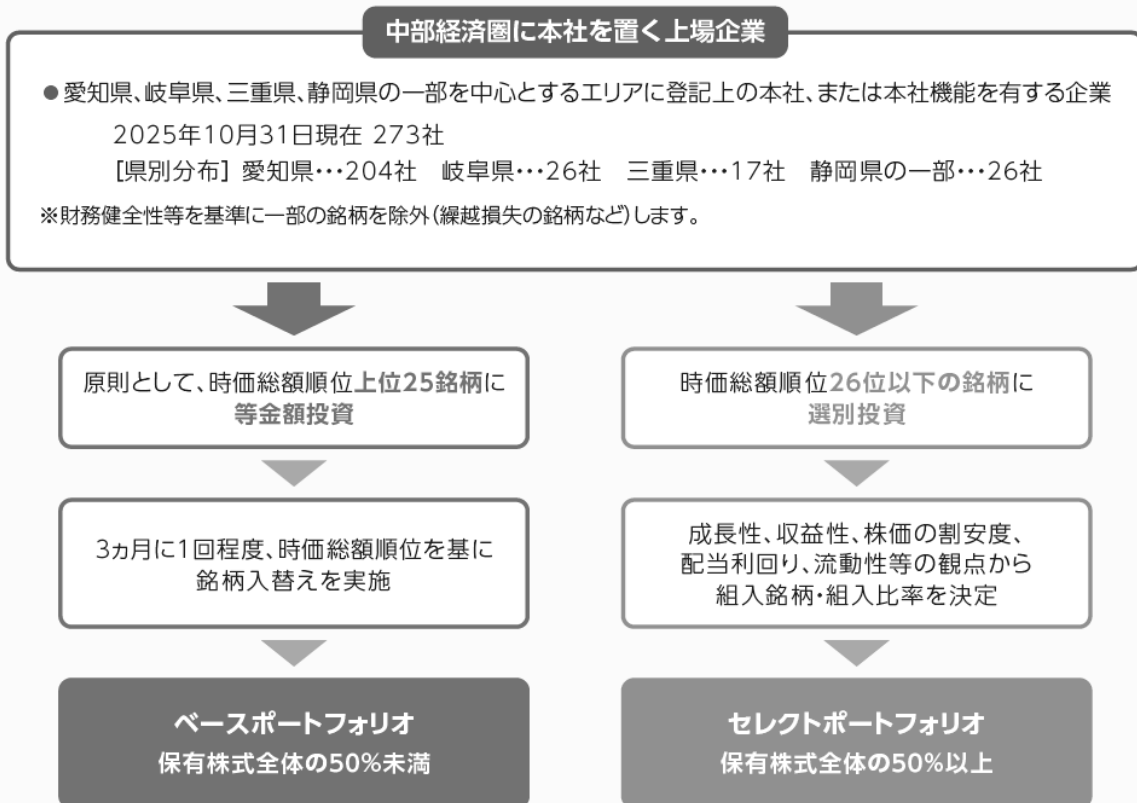 中部経済圏に本社を置く上場企業
●愛知県、岐阜県、三重県、静岡県の一部を中心とするエリアに登記上の本社、または本社機能を有する企業
2025年10月31日現在 273社
[県別分布] 愛知県・・・204社 岐阜県・・・26社 三重県・・・17社 静岡県の一部・・・26社
※財務健全性等を基準に一部の銘柄を除外(繰越損失の銘柄など)します。
原則として、時価総額順位上位25銘柄に
等金額投資
3ヵ月に1回程度、時価総額順位を基に
銘柄入替えを実施
ベースポートフォリオ
保有株式全体の50%未満
時価総額順位26位以下の銘柄に
選別投資
成長性、収益性、株価の割安度、
配当利回り、流動性等の観点から
組入銘柄・組入比率を決定
セレクトポートフォリオ
保有株式全体の50%以上